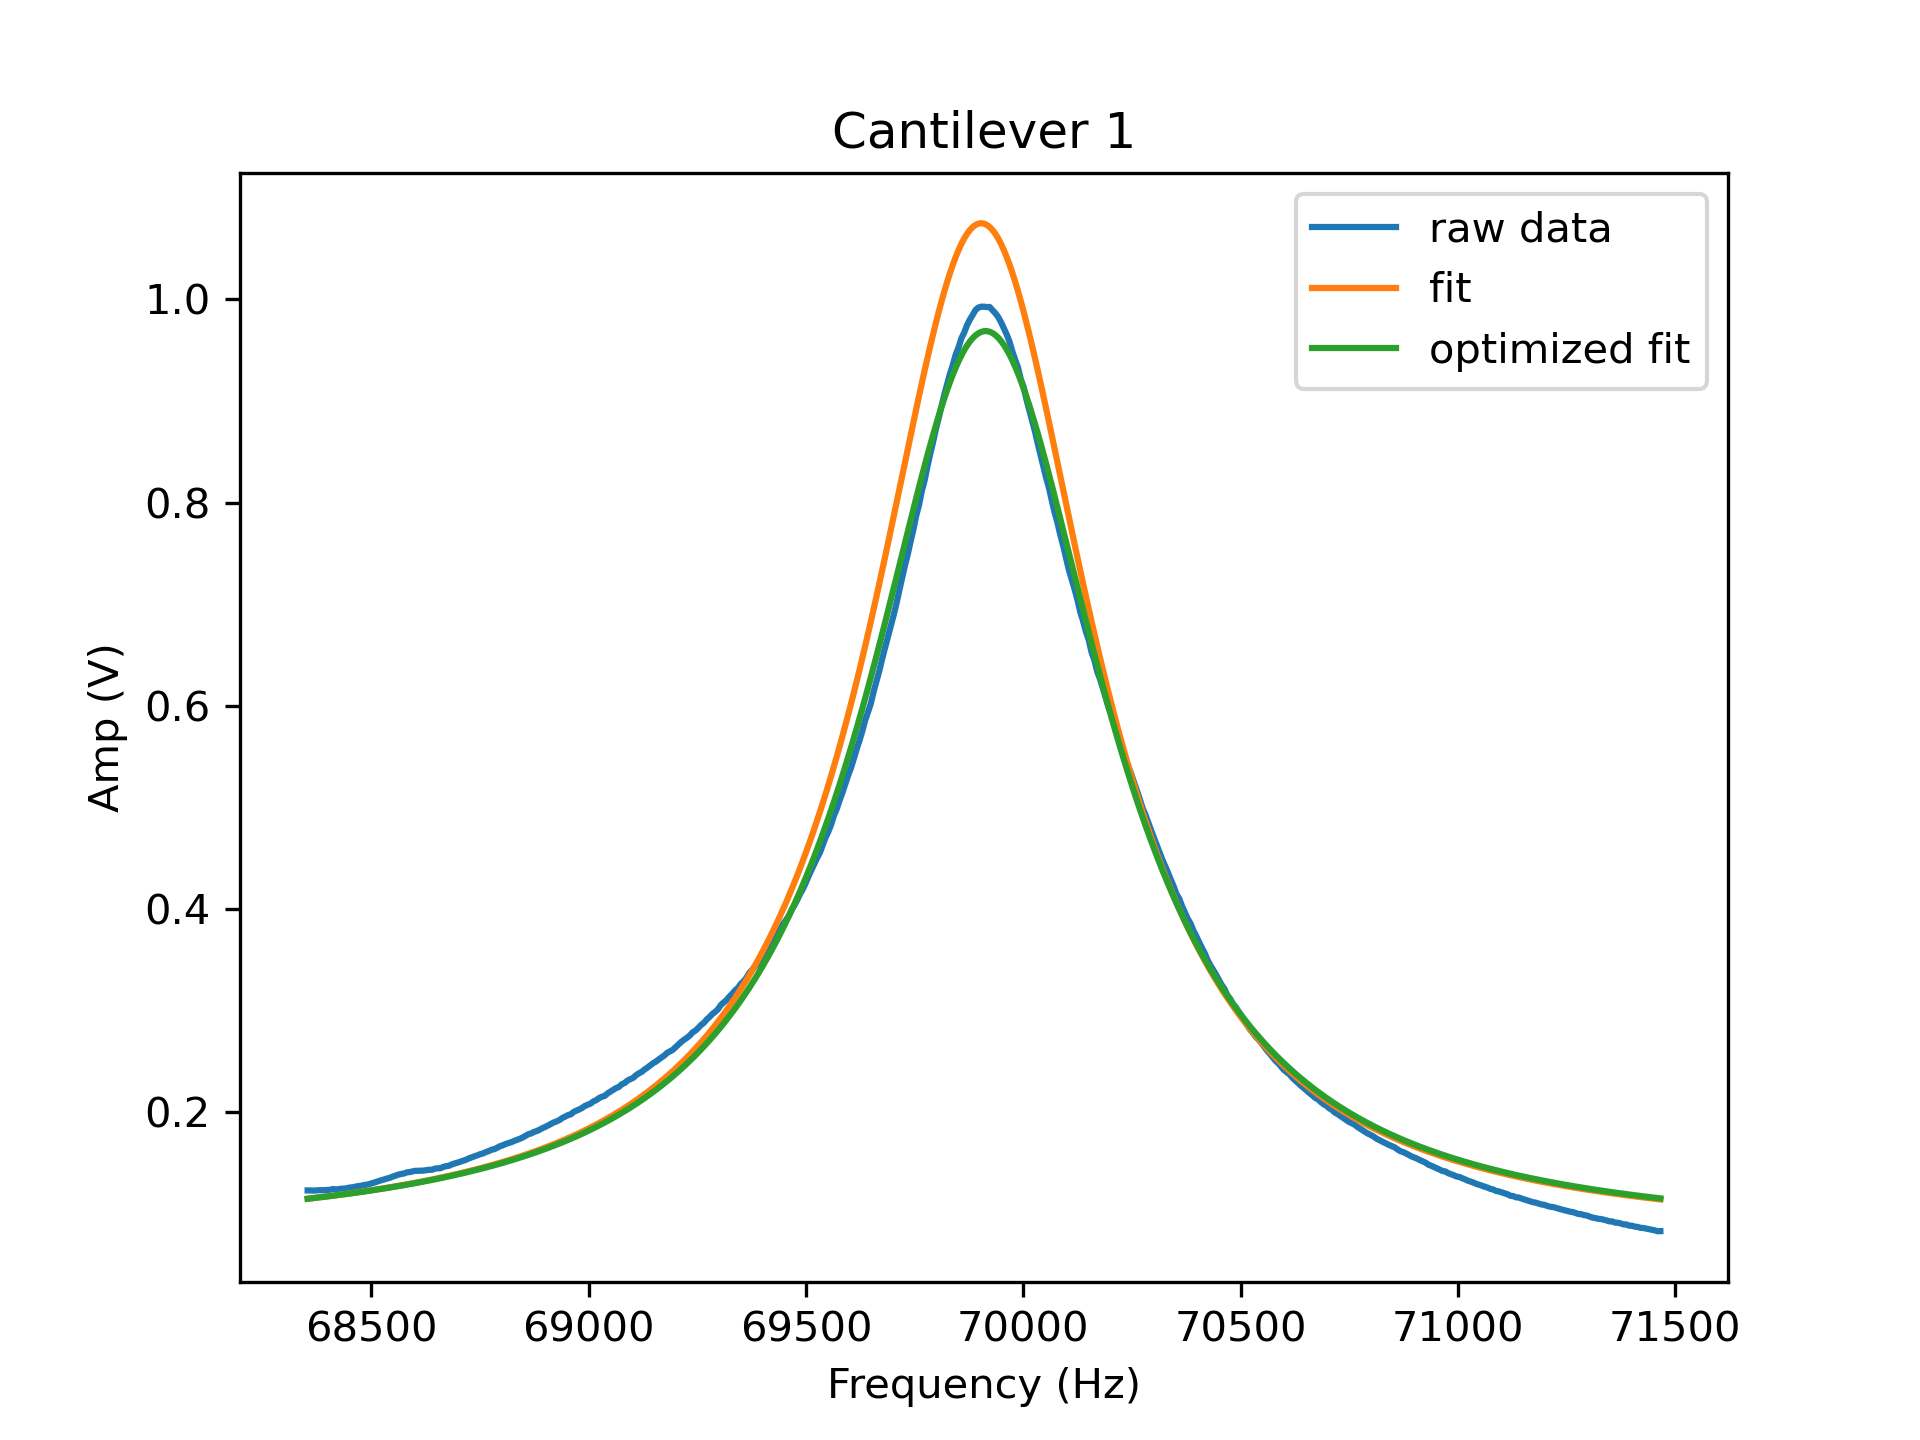 Cantilever 1
raw data
fit
optimized fit
1.0
0.8
0.6
0.4
0.2
Amp (V)
68500 69000 69500 70000 70500 71000 71500
Frequency (Hz)